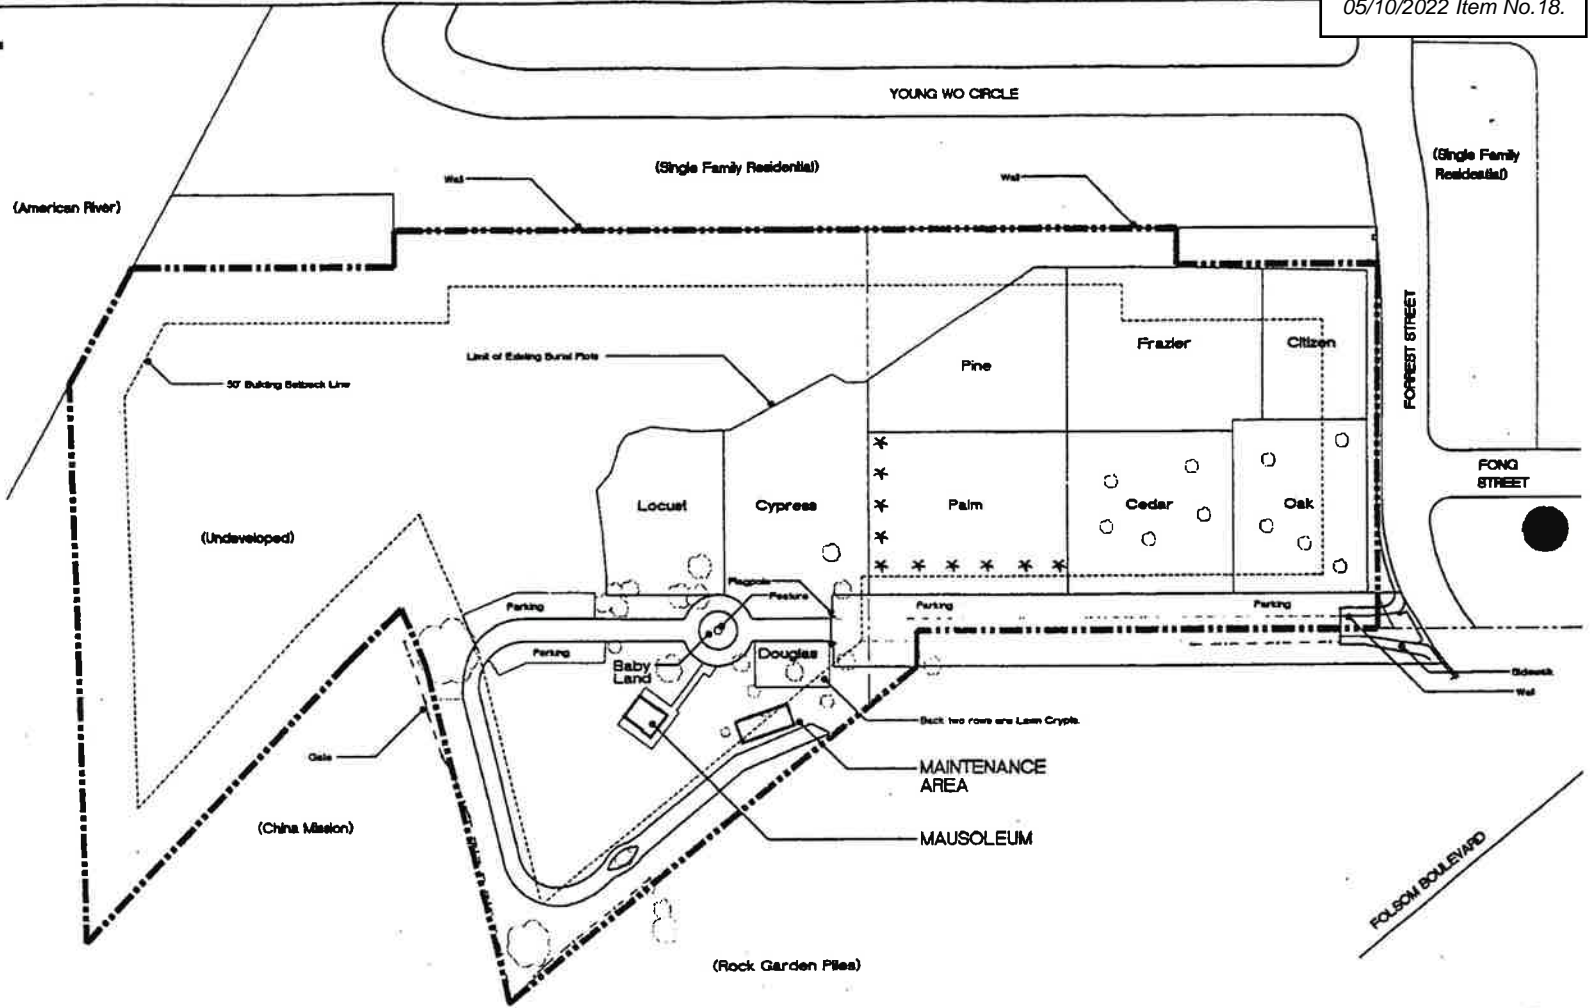 05/10/2022 Item No.18.
YOUNG WO CIRCLE
(Single Family Residential)
(Single Family
Residential)
Wall
Wall
(American River)
FORREST STREET
Frazier
Citizen
Pine
Limit of Existing Burial Plots
50' Building Setback Line
FONG
STREET
Locust
Cypress
Palm
Cedar
Oak
(Undeveloped)
Flagpole
Feature
Parking
Parking
Parking
Parking
Baby
Land
Douglas
Sidewalk
Wall
Back two rows are Lawn Crypts.
Gate
MAINTENANCE
AREA
(China Mission)
MAUSOLEUM
FOLSOM BOULEVARD
(Rock Garden Piles)